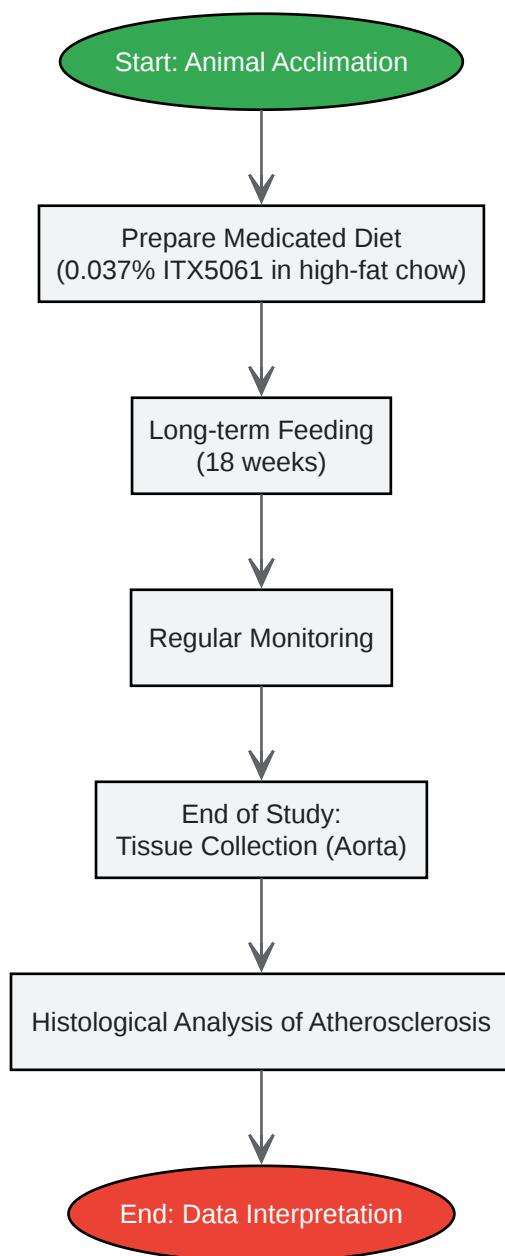 Start: Animal Acclimation
Prepare Medicated Diet
(0.037% ITX5061 in high-fat chow)
Long-term Feeding
(18 weeks)
Regular Monitoring
End of Study:
Tissue Collection (Aorta)
Histological Analysis of Atherosclerosis
End: Data Interpretation